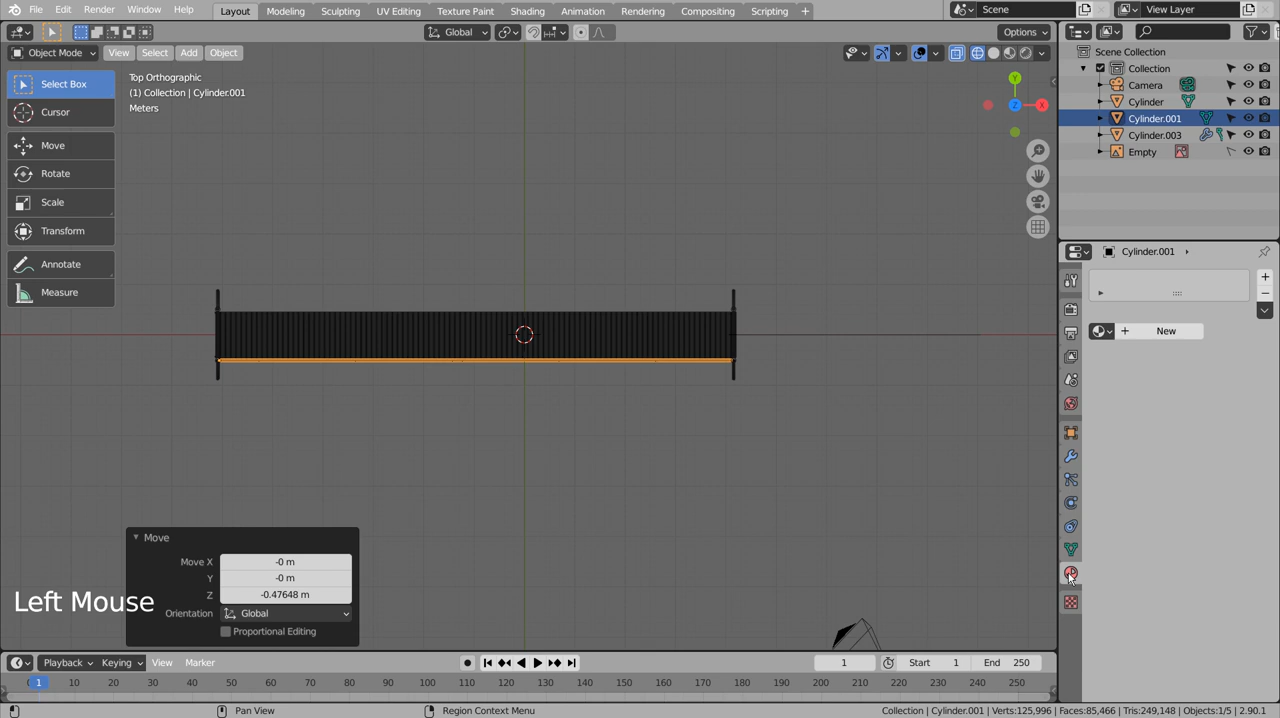 File Edit Render Window Help Layout Modeling Sculpting UV Editing Texture Paint Shading Animation Rendering Compositing Scripting + Scene View Layer
Global Options
Object Mode View Select Add Object
Select Box
Cursor
Move
Rotate
Scale
Transform
Annotate
Measure
Top Orthographic
(1) Collection | Cylinder.001
Meters
Y
Z
X
Scene Collection
Collection
Camera
Cylinder
Cylinder.001
Cylinder.003
Empty
Cylinder.001
New
Move
Move X -0 m
Y -0 m
Z -0.47648 m
Orientation Global
Proportional Editing
Left Mouse
Playback Keying View Marker 1 Start 1 End 250
1 10 20 30 40 50 60 70 80 90 100 110 120 130 140 150 160 170 180 190 200 210 220 230 240 250
Pan View Region Context Menu Collection | Cylinder.001 | Verts:125,996 | Faces:85,466 | Tris:249,148 | Objects:1/5 | 2.90.1